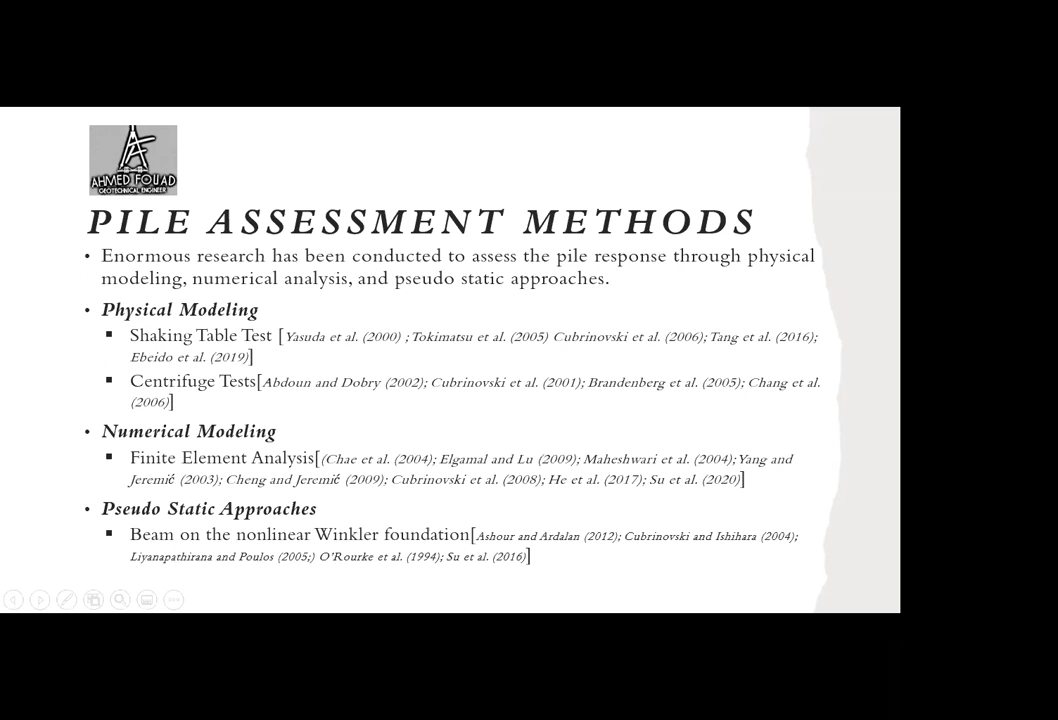 AHMED FOUAD
GEOTECHNICAL ENGINEER
PILE ASSESSMENT METHODS
• Enormous research has been conducted to assess the pile response through physical
modeling, numerical analysis, and pseudo static approaches.
• Physical Modeling
▪ Shaking Table Test [Yasuda et al. (2000) ; Tokimatsu et al. (2005) Cubrinovski et al. (2006); Tang et al. (2016);
Ebeido et al. (2019)]
▪ Centrifuge Tests[Abdoun and Dobry (2002); Cubrinovski et al. (2001); Brandenberg et al. (2005); Chang et al.
(2006)]
• Numerical Modeling
▪ Finite Element Analysis[(Chae et al. (2004); Elgamal and Lu (2009); Maheshwari et al. (2004); Yang and
Jeremić (2003); Cheng and Jeremić (2009); Cubrinovski et al. (2008); He et al. (2017); Su et al. (2020)]
• Pseudo Static Approaches
▪ Beam on the nonlinear Winkler foundation[Ashour and Ardalan (2012); Cubrinovski and Ishihara (2004);
Liyanapathirana and Poulos (2005;) O'Rourke et al. (1994); Su et al. (2016)]